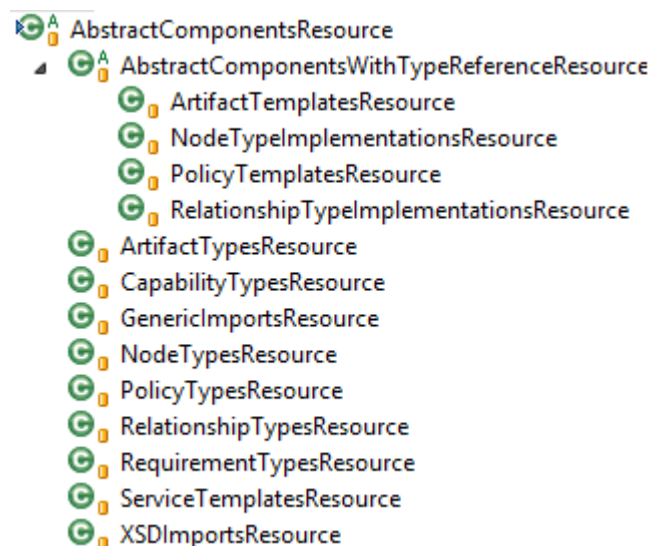 AbstractComponentsResource
AbstractComponentsWithTypeReferenceResource
ArtifactTemplatesResource
NodeTypeImplementationsResource
PolicyTemplatesResource
RelationshipTypeImplementationsResource
ArtifactTypesResource
CapabilityTypesResource
GenericImportsResource
NodeTypesResource
PolicyTypesResource
RelationshipTypesResource
RequirementTypesResource
ServiceTemplatesResource
XSDImportsResource